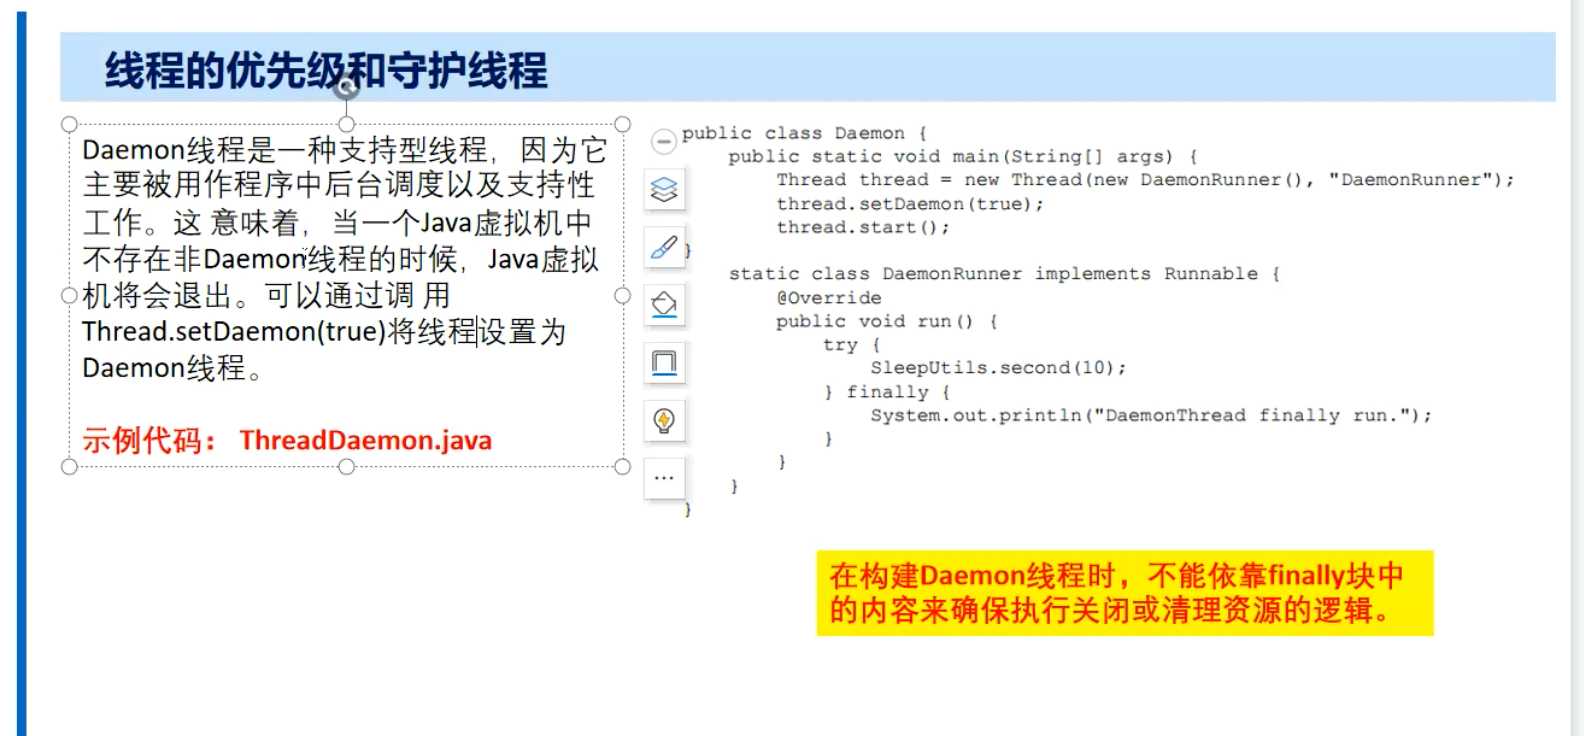 线程的优先级和守护线程
Daemon线程是一种支持型线程，因为它
主要被用作程序中后台调度以及支持性
工作。这 意味着，当一个Java虚拟机中
不存在非Daemon线程的时候，Java虚拟
机将会退出。可以通过调 用
Thread.setDaemon(true)将线程设置为
Daemon线程。
示例代码： ThreadDaemon.java
public class Daemon {
    public static void main(String[] args) {
        Thread thread = new Thread(new DaemonRunner(), "DaemonRunner");
        thread.setDaemon(true);
        thread.start();
}
    static class DaemonRunner implements Runnable {
        @Override
        public void run() {
            try {
                SleepUtils.second(10);
            } finally {
                System.out.println("DaemonThread finally run.");
            }
        }
    }
}
在构建Daemon线程时，不能依靠finally块中
的内容来确保执行关闭或清理资源的逻辑。